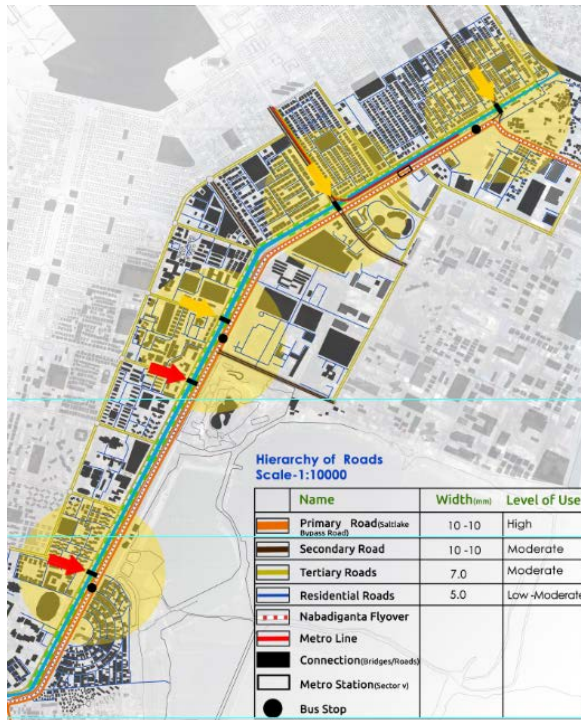 Hierarchy of Roads
Scale-1:10000
Name Width(mm) Level of Use
Primary Road(Saltlake Bypass Road) 10 -10 High
Secondary Road 10 -10 Moderate
Tertiary Roads 7.0 Moderate
Residential Roads 5.0 Low -Moderate
Nabadiganta Flyover
Metro Line
Connection(Bridges/Roads)
Metro Station(Sector v)
Bus Stop